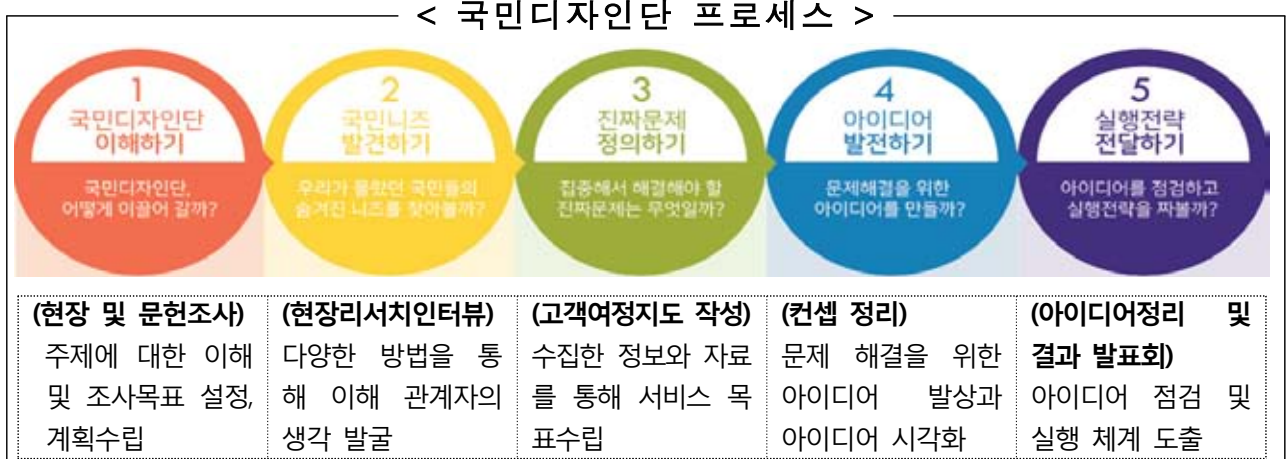 < 국민디자인단 프로세스 >
1
국민디자인단
이해하기
국민디자인단,
어떻게 이끌어 갈까?
2
국민니즈
발견하기
우리가 몰랐던 국민들의
숨겨진 니즈를 찾아볼까?
3
진짜문제
정의하기
집중해서 해결해야 할
진짜문제는 무엇일까?
4
아이디어
발전하기
문제해결을 위한
아이디어를 만들까?
5
실행전략
전달하기
아이디어를 점검하고
실행전략을 짜볼까?
(현장 및 문헌조사)
주제에 대한 이해
및 조사목표 설정,
계획수립
(현장리서치인터뷰)
다양한 방법을 통
해 이해 관계자의
생각 발굴
(고객여정지도 작성)
수집한 정보와 자료
를 통해 서비스 목
표수립
(컨셉 정리)
문제 해결을 위한
아이디어 발상과
아이디어 시각화
(아이디어정리 및
결과 발표회)
아이디어 점검 및
실행 체계 도출